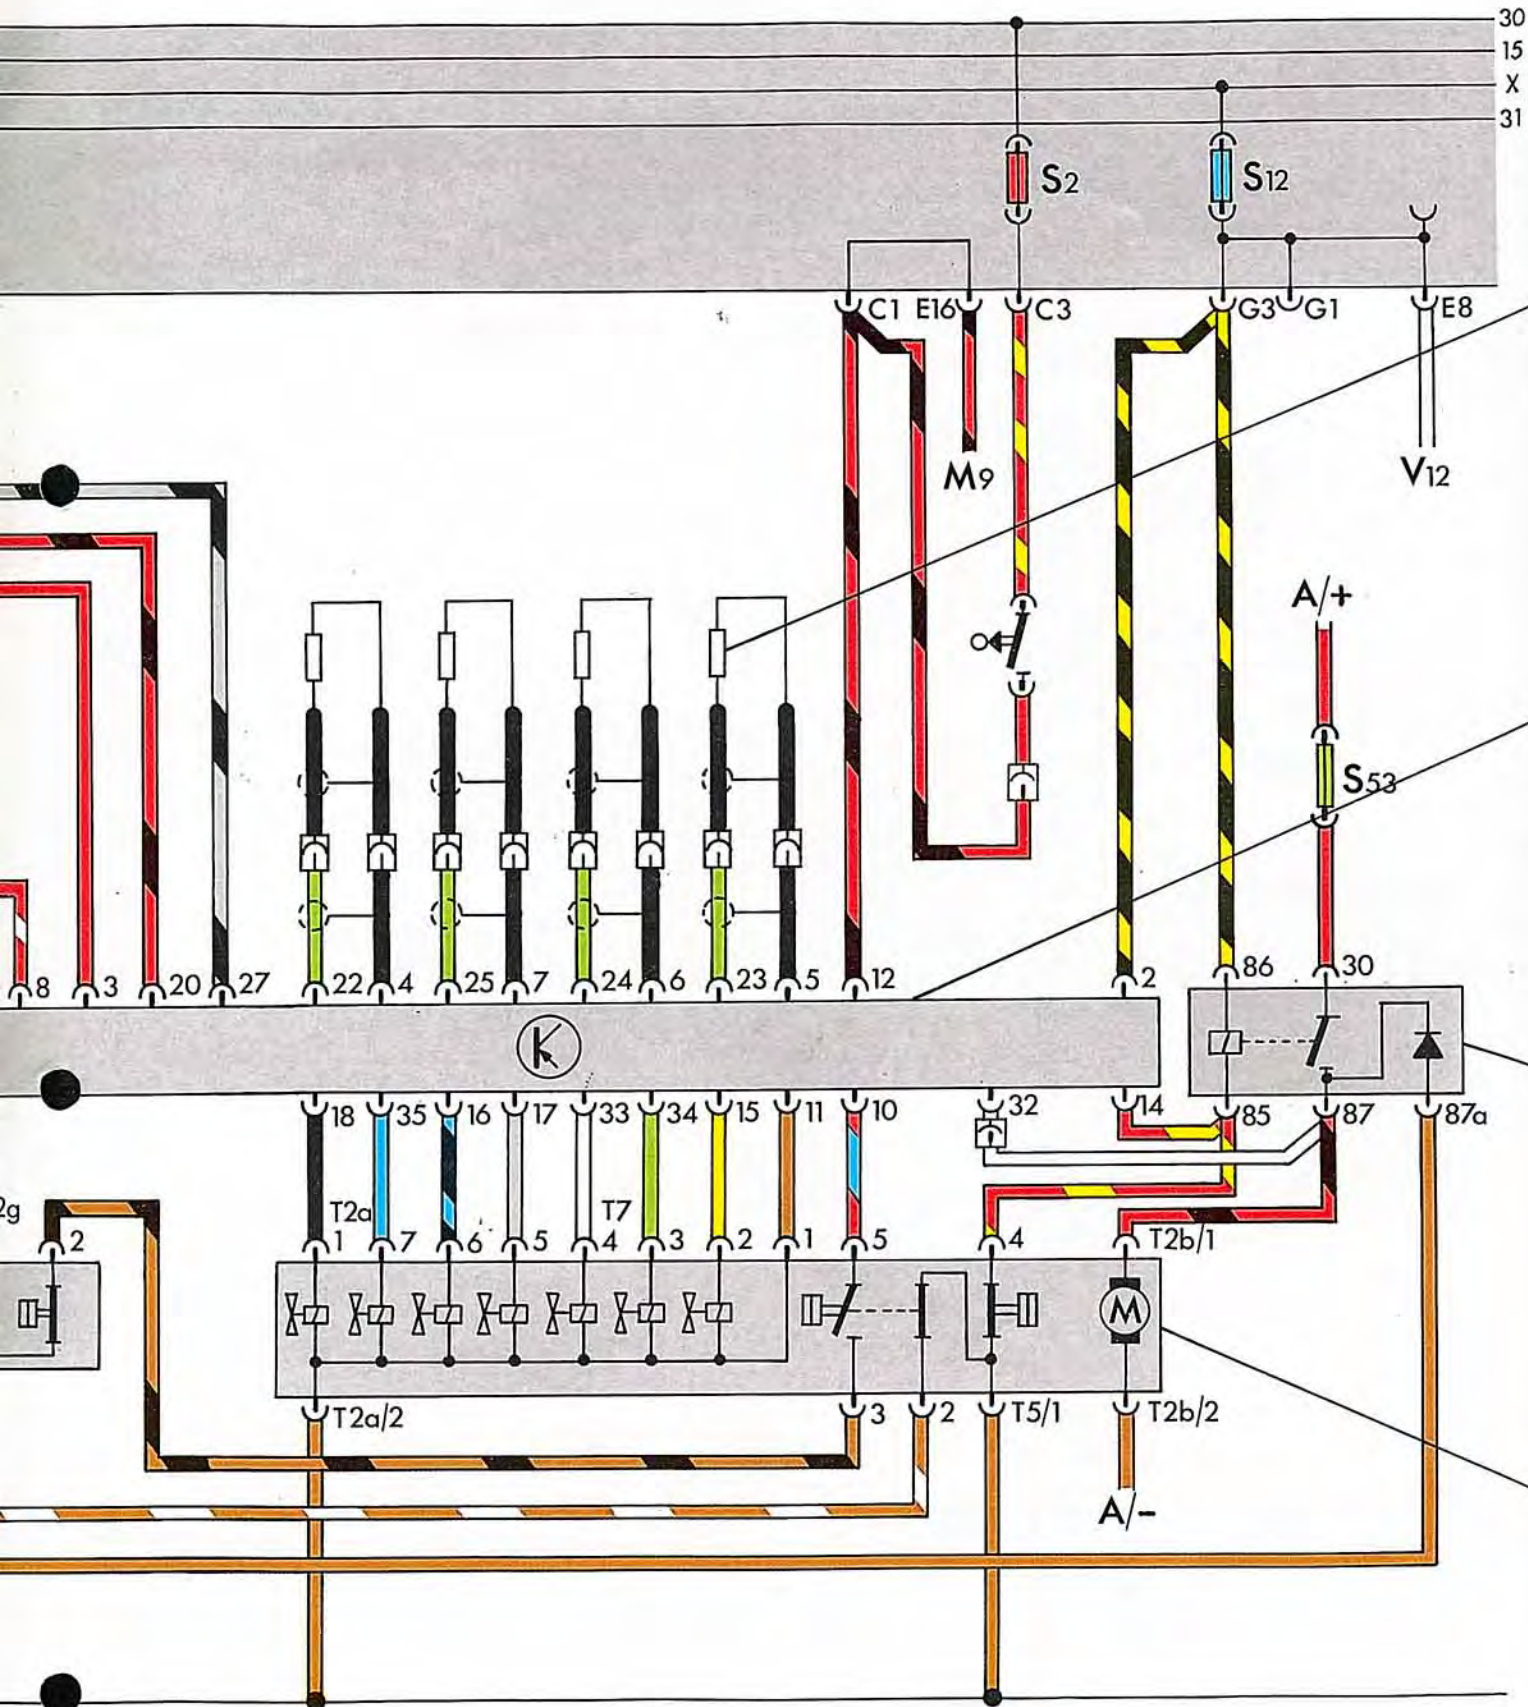 30
15
X
31
S2
S12
C1 E16 C3 G3 G1 E8
M9
V12
A/+
S53
8 3 20 27 22 4 25 7 24 6 23 5 12 2 86 30
18 35 16 17 33 34 15 11 10 32 14 85 87 87a
2g
T2a T7
2 1 7 6 5 4 3 2 1 5 4 T2b/1
M
T2a/2 3 2 T5/1 T2b/2
A/-